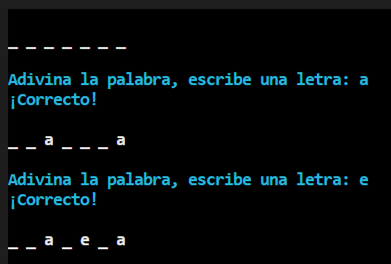 _ _ _ _ _ _ _
Adivina la palabra, escribe una letra: a
¡Correcto!
_ _ a _ _ _ a
Adivina la palabra, escribe una letra: e
¡Correcto!
_ _ a _ e _ a